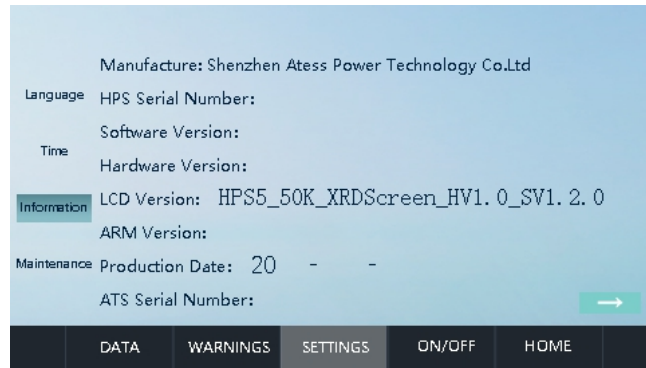 Manufacture: Shenzhen Atess Power Technology Co.Ltd
Language
HPS Serial Number:
Software Version:
Time
Hardware Version:
Information
LCD Version: HPS5_50K_XRDScreen_HV1.0_SV1.2.0
ARM Version:
Maintenance
Production Date: 20 - -
ATS Serial Number:
→
DATA WARNINGS SETTINGS ON/OFF HOME